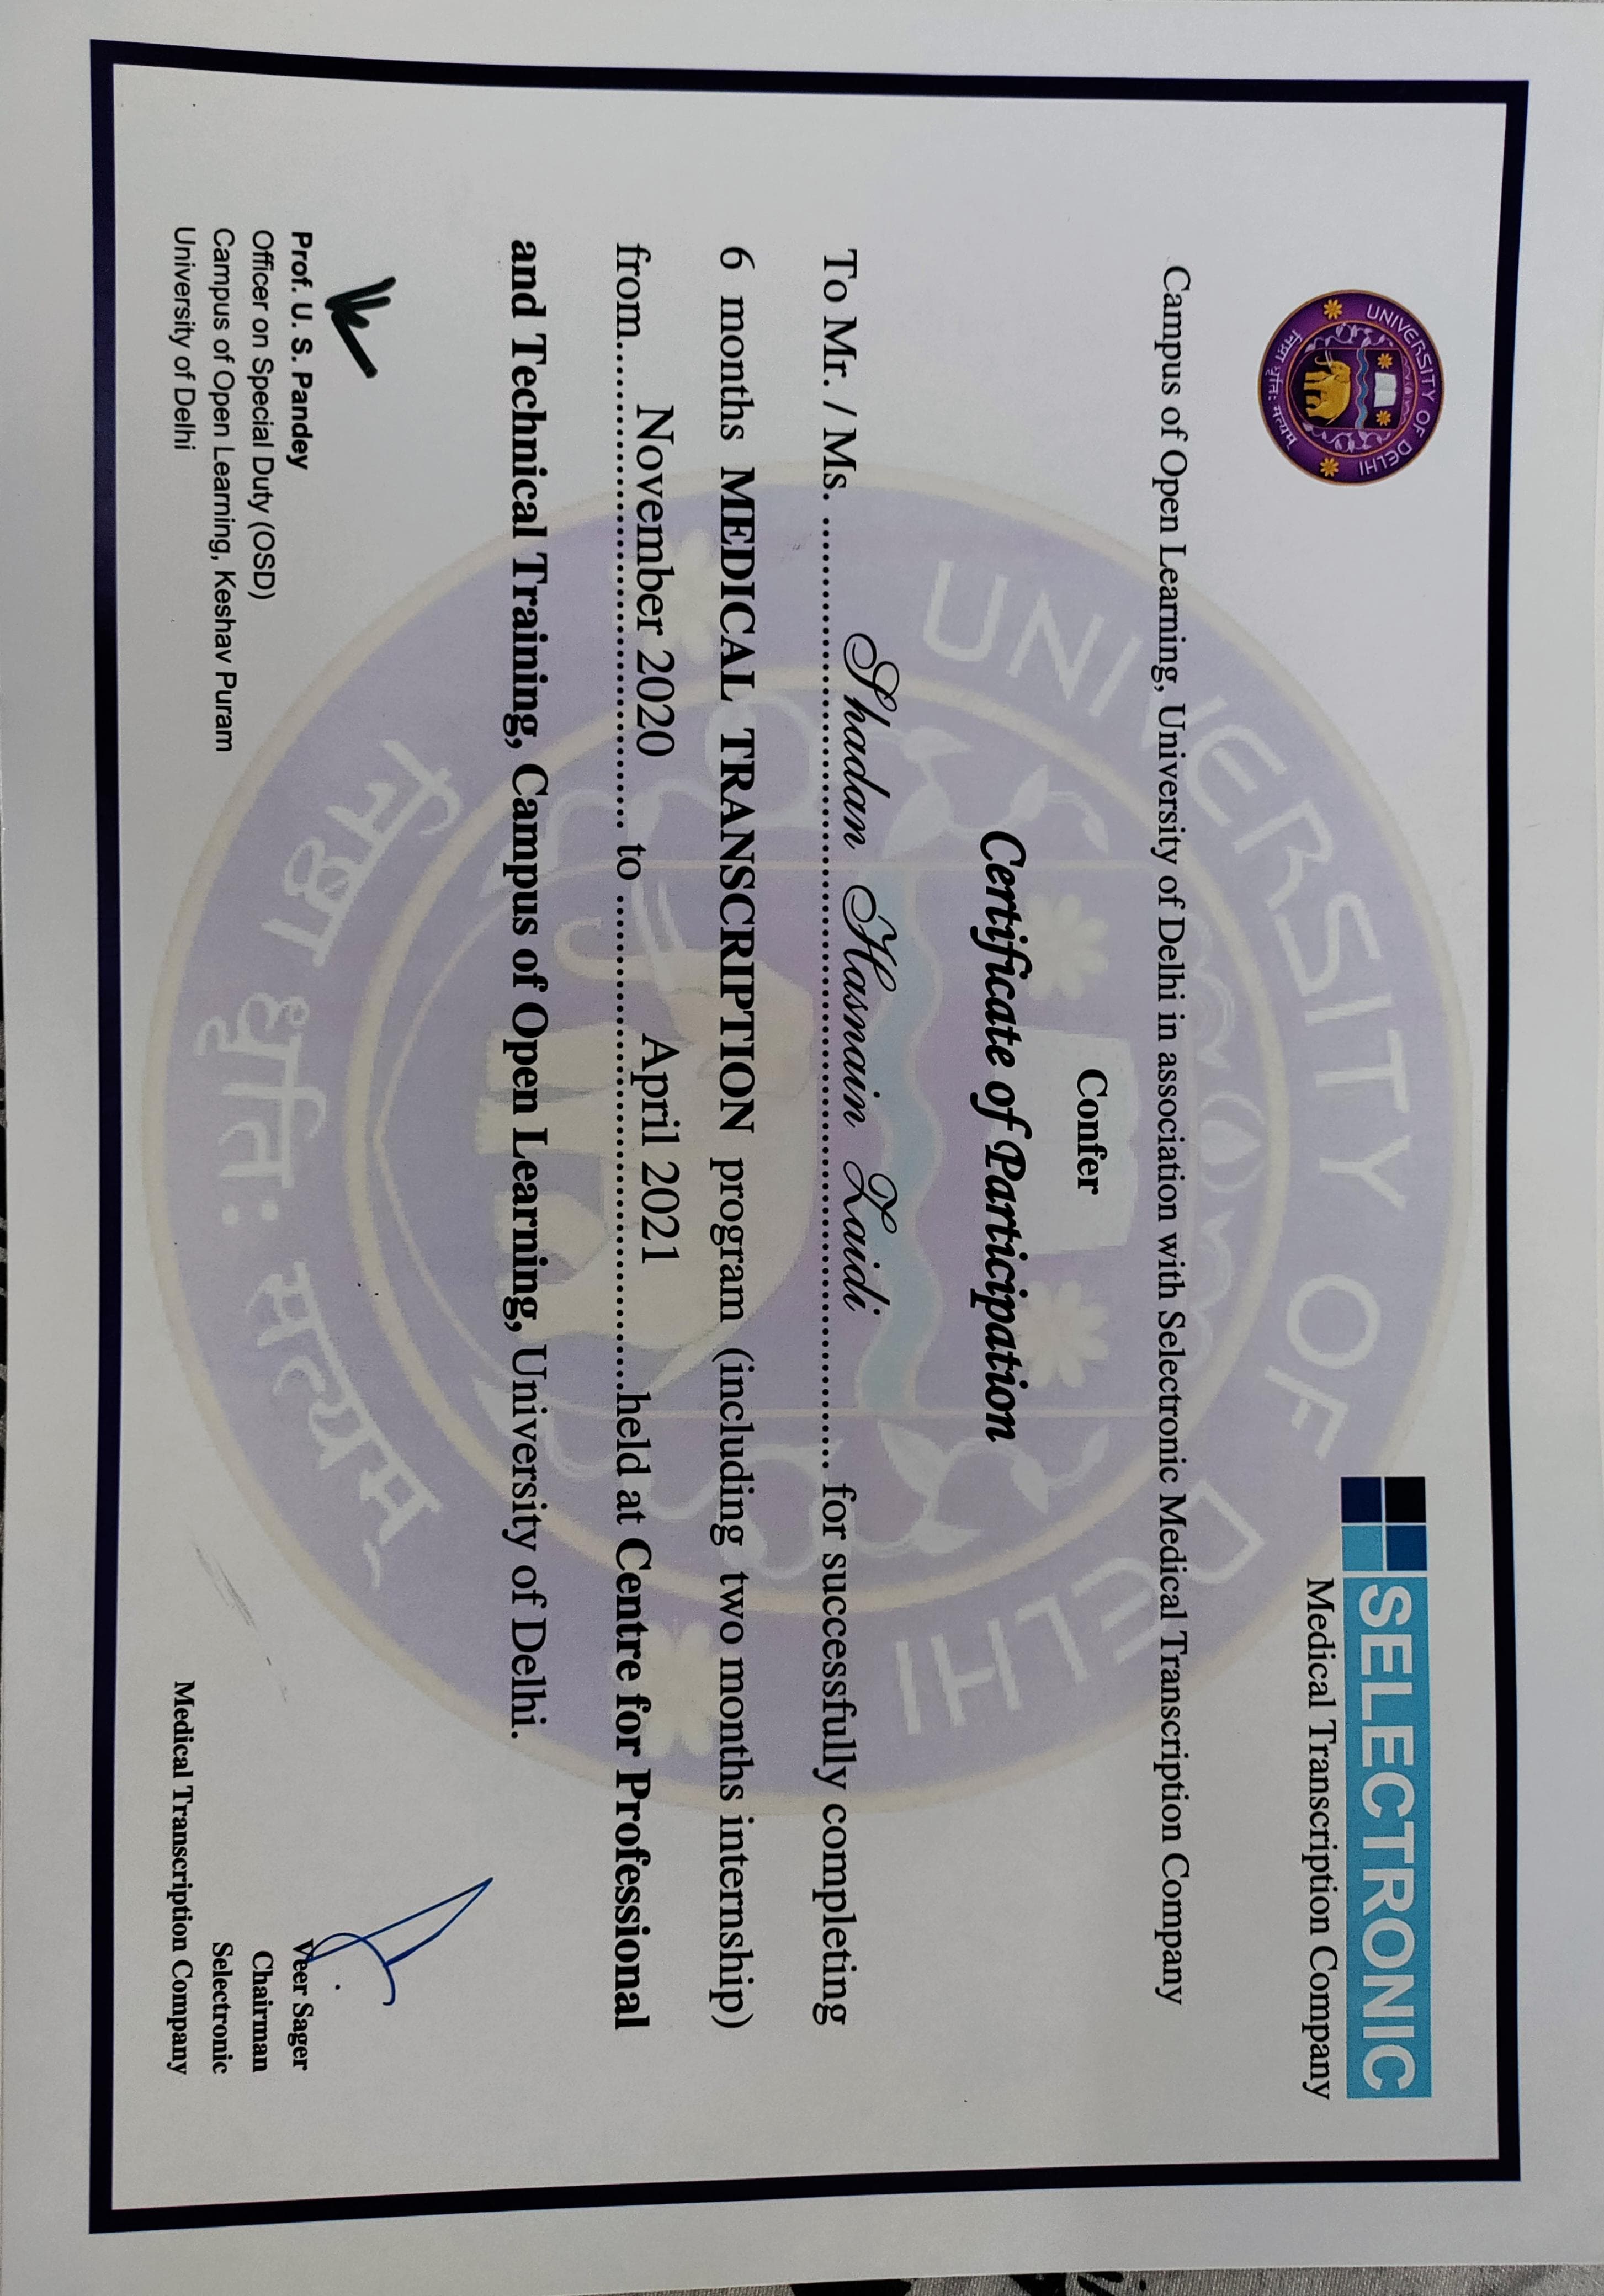 UNIVERSITY OF DELHI
निष्ठा धृतिः सत्यम्
SELECTRONIC
Medical Transcription Company
Campus of Open Learning, University of Delhi in association with Selectronic Medical Transcription Company
Confer
Certificate of Participation
To Mr. / Ms. Shadan Hasnain Zaidi for successfully completing
6 months MEDICAL TRANSCRIPTION program (including two months internship)
from November 2020 to April 2021 held at Centre for Professional
and Technical Training, Campus of Open Learning, University of Delhi.
Prof. U. S. Pandey
Officer on Special Duty (OSD)
Campus of Open Learning, Keshav Puram
University of Delhi
Veer Sager
Chairman
Selectronic
Medical Transcription Company
UNIVERSITY OF DELHI
निष्ठा धृतिः सत्यम्